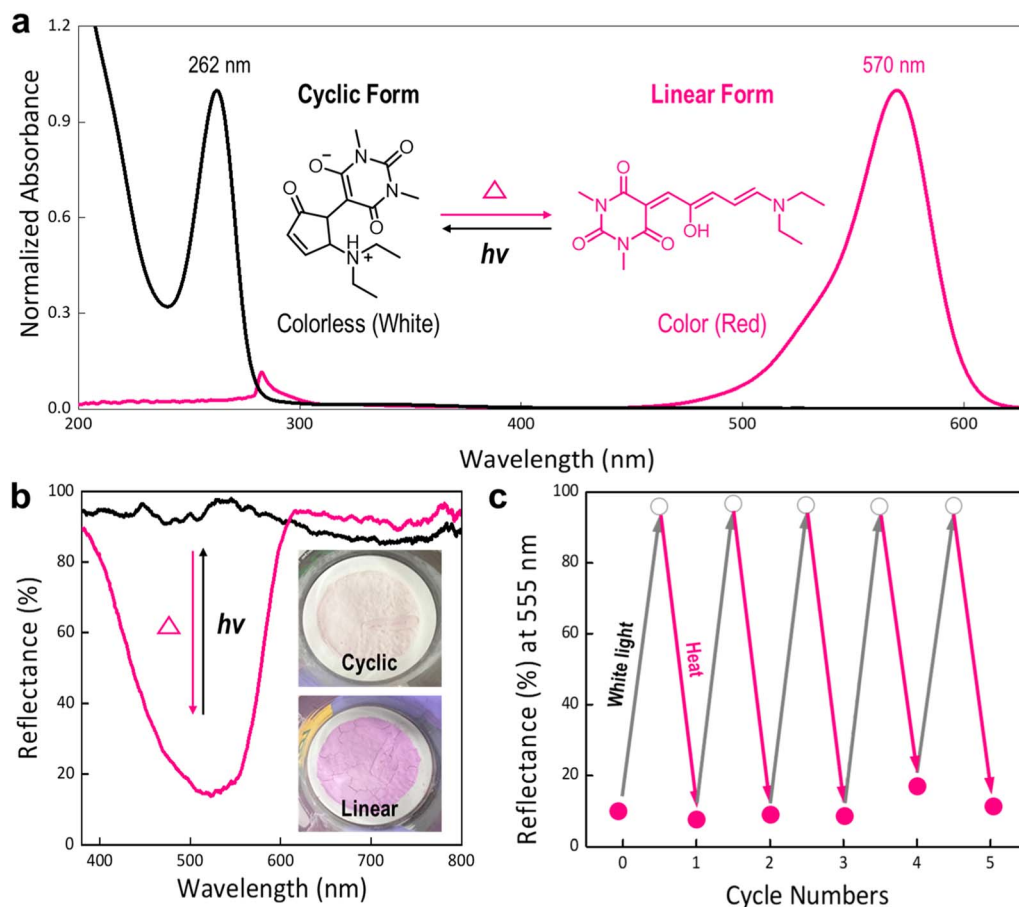 a
1.2
0.9
0.6
0.3
0.0
Normalized Absorbance
262 nm
Cyclic Form
O⁻
N
O
N
O
O
H
N
+
Colorless (White)
△
hν
Linear Form
570 nm
O
N
N
O
N
O
OH
Color (Red)
200 300 400 500 600
Wavelength (nm)
b
100
80
60
40
20
0
Reflectance (%)
△
hν
Cyclic
Linear
400 500 600 700 800
Wavelength (nm)
c
100
80
60
40
20
0
Reflectance (%) at 555 nm
White light
Heat
0 1 2 3 4 5
Cycle Numbers